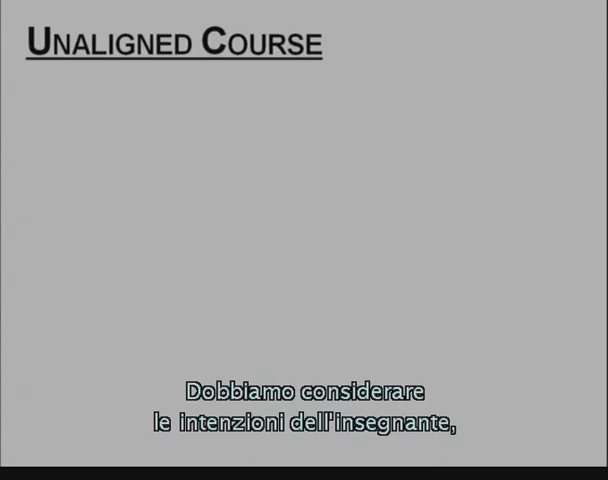 Unaligned Course
Dobbiamo considerare
le intenzioni dell'insegnante,